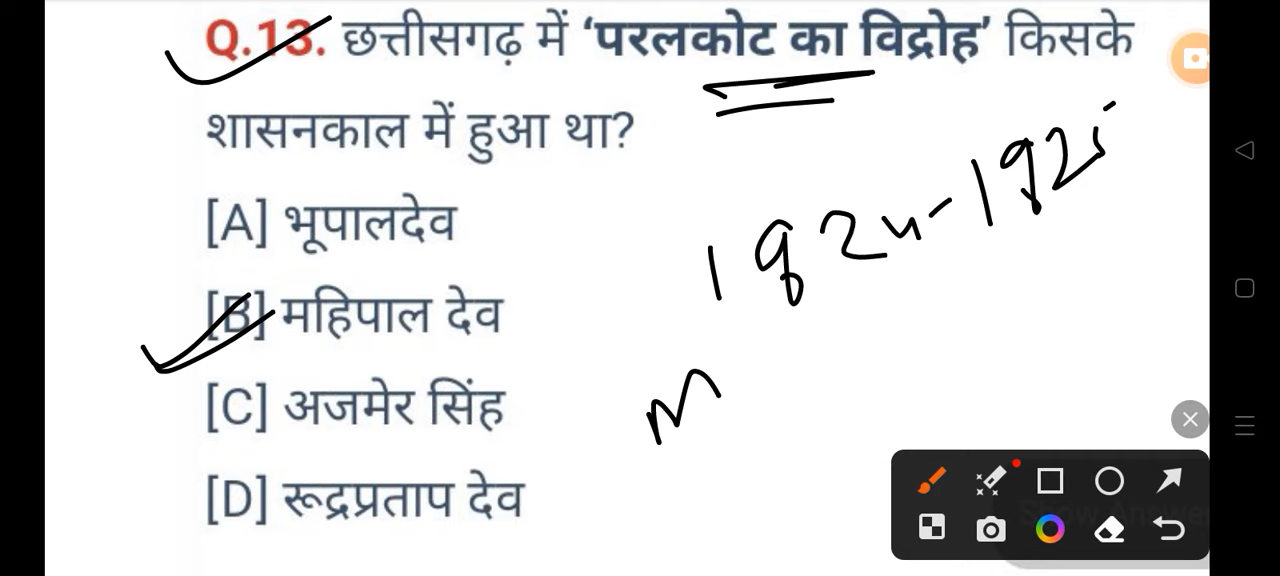 Q.13. छत्तीसगढ़ में ‘परलकोट का विद्रोह’ किसके
शासनकाल में हुआ था?
1824-1825
[A] भूपालदेव
[B] महिपाल देव
[C] अजमेर सिंह
[D] रूद्रप्रताप देव